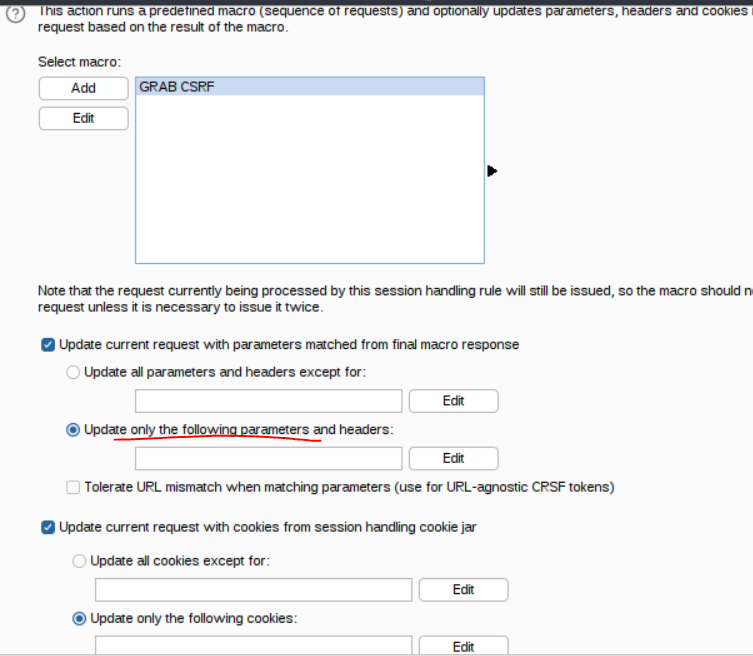 This action runs a predefined macro (sequence of requests) and optionally updates parameters, headers and cookies
request based on the result of the macro.
Select macro:
Add
GRAB CSRF
Edit
Note that the request currently being processed by this session handling rule will still be issued, so the macro should
request unless it is necessary to issue it twice.
Update current request with parameters matched from final macro response
Update all parameters and headers except for:
Edit
Update only the following parameters and headers:
Edit
Tolerate URL mismatch when matching parameters (use for URL-agnostic CRSF tokens)
Update current request with cookies from session handling cookie jar
Update all cookies except for:
Edit
Update only the following cookies:
Edit